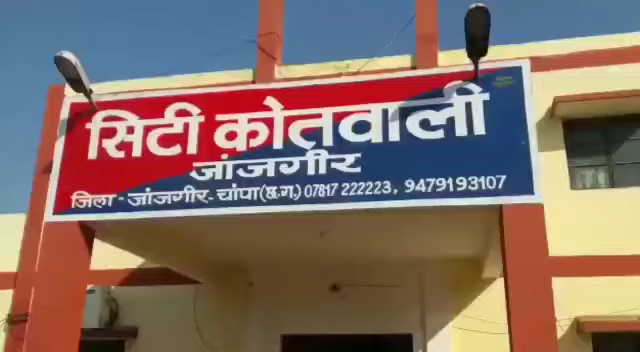 सिटी कोतवाली
जांजगीर
जिला - जांजगीर.- चांपा (छ.ग.) 07817 222223, 9479193107